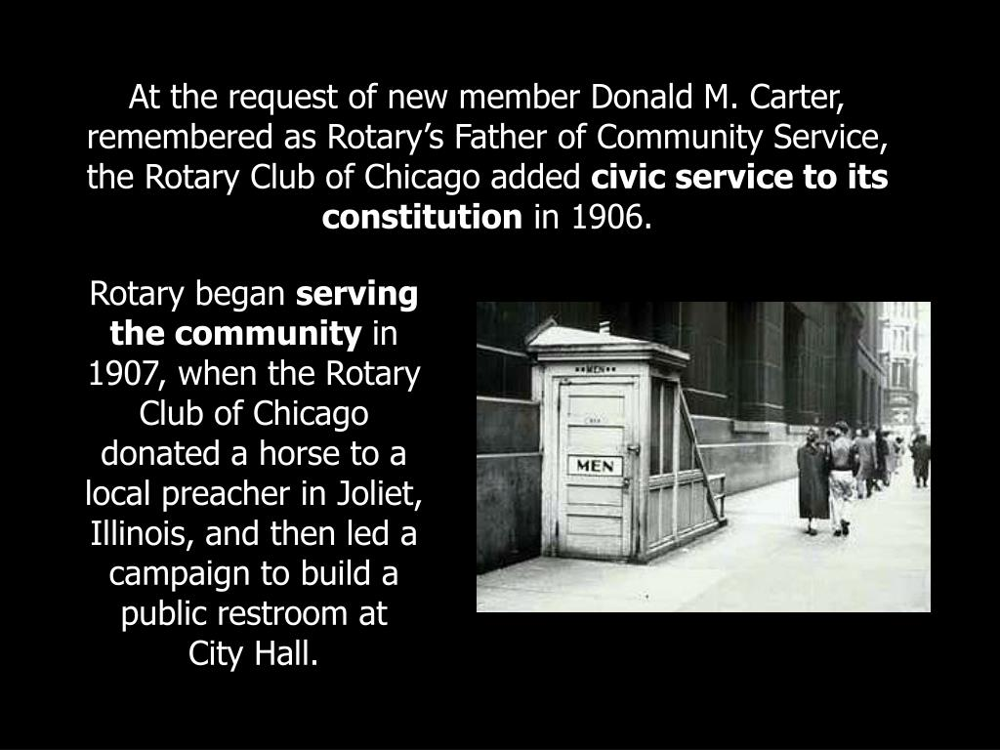 At the request of new member Donald M. Carter,
remembered as Rotary’s Father of Community Service,
the Rotary Club of Chicago added civic service to its
constitution in 1906.
Rotary began serving
the community in
1907, when the Rotary
Club of Chicago
donated a horse to a
local preacher in Joliet,
Illinois, and then led a
campaign to build a
public restroom at
City Hall.
**MEN**
MEN